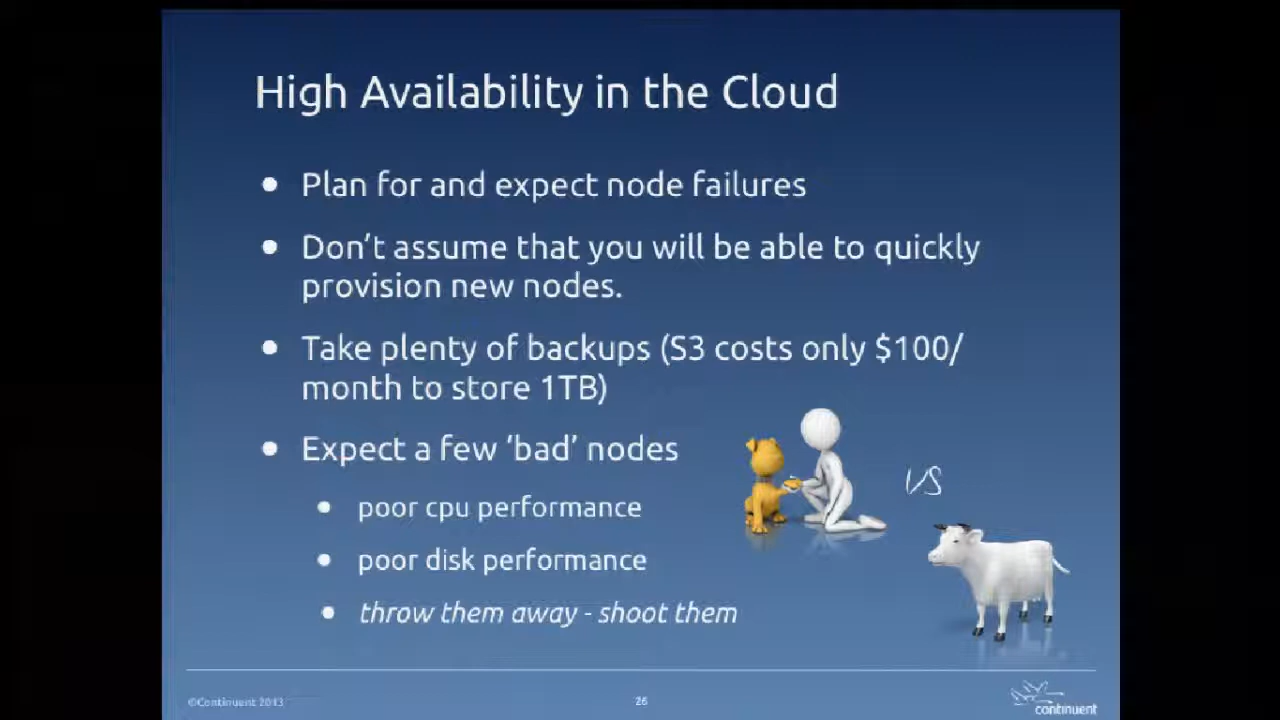 High Availability in the Cloud
• Plan for and expect node failures
• Don’t assume that you will be able to quickly
provision new nodes.
• Take plenty of backups (S3 costs only $100/
month to store 1TB)
• Expect a few ‘bad’ nodes
• poor cpu performance
• poor disk performance
• throw them away - shoot them
VS
©Continuent 2013
26
continuent